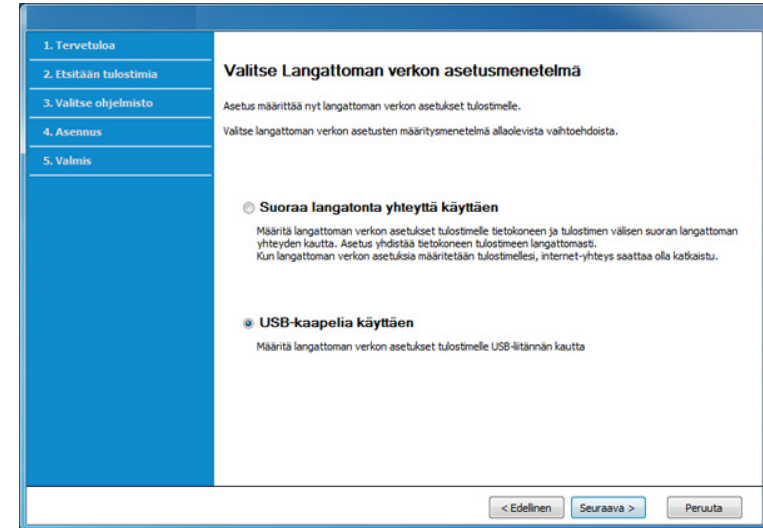 1. Tervetuloa
2. Etsitään tulostimia
3. Valitse ohjelmisto
4. Asennus
5. Valmis
Valitse Langattoman verkon asetusmenetelmä
Asetus määrittää nyt langattoman verkon asetukset tulostimelle.
Valitse langattoman verkon asetusten määritysmenetelmä allaolevista vaihtoehdoista.
Suoraa langatonta yhteyttä käyttäen
Määritä langattoman verkon asetukset tulostimelle tietokoneen ja tulostimen välisen suoran langattoman
yhteyden kautta. Asetus yhdistää tietokoneen tulostimeen langattomasti.
Kun langattoman verkon asetuksia määritetään tulostimellesi, internet-yhteys saattaa olla katkaistu.
USB-kaapelia käyttäen
Määritä langattoman verkon asetukset tulostimelle USB-liitännän kautta
< Edellinen
Seuraava >
Peruuta